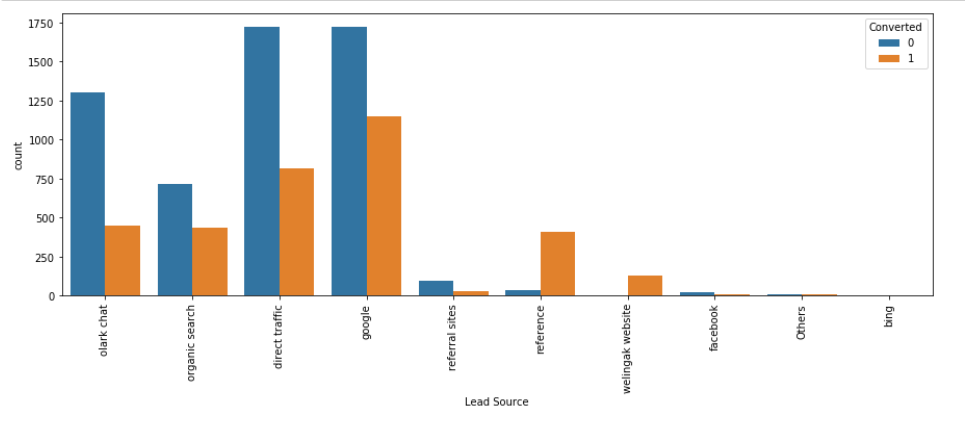 1750
1500
1250
1000
750
500
250
0
count
Converted
0
1
olark chat
organic search
direct traffic
google
referral sites
reference
welingak website
facebook
Others
bing
Lead Source